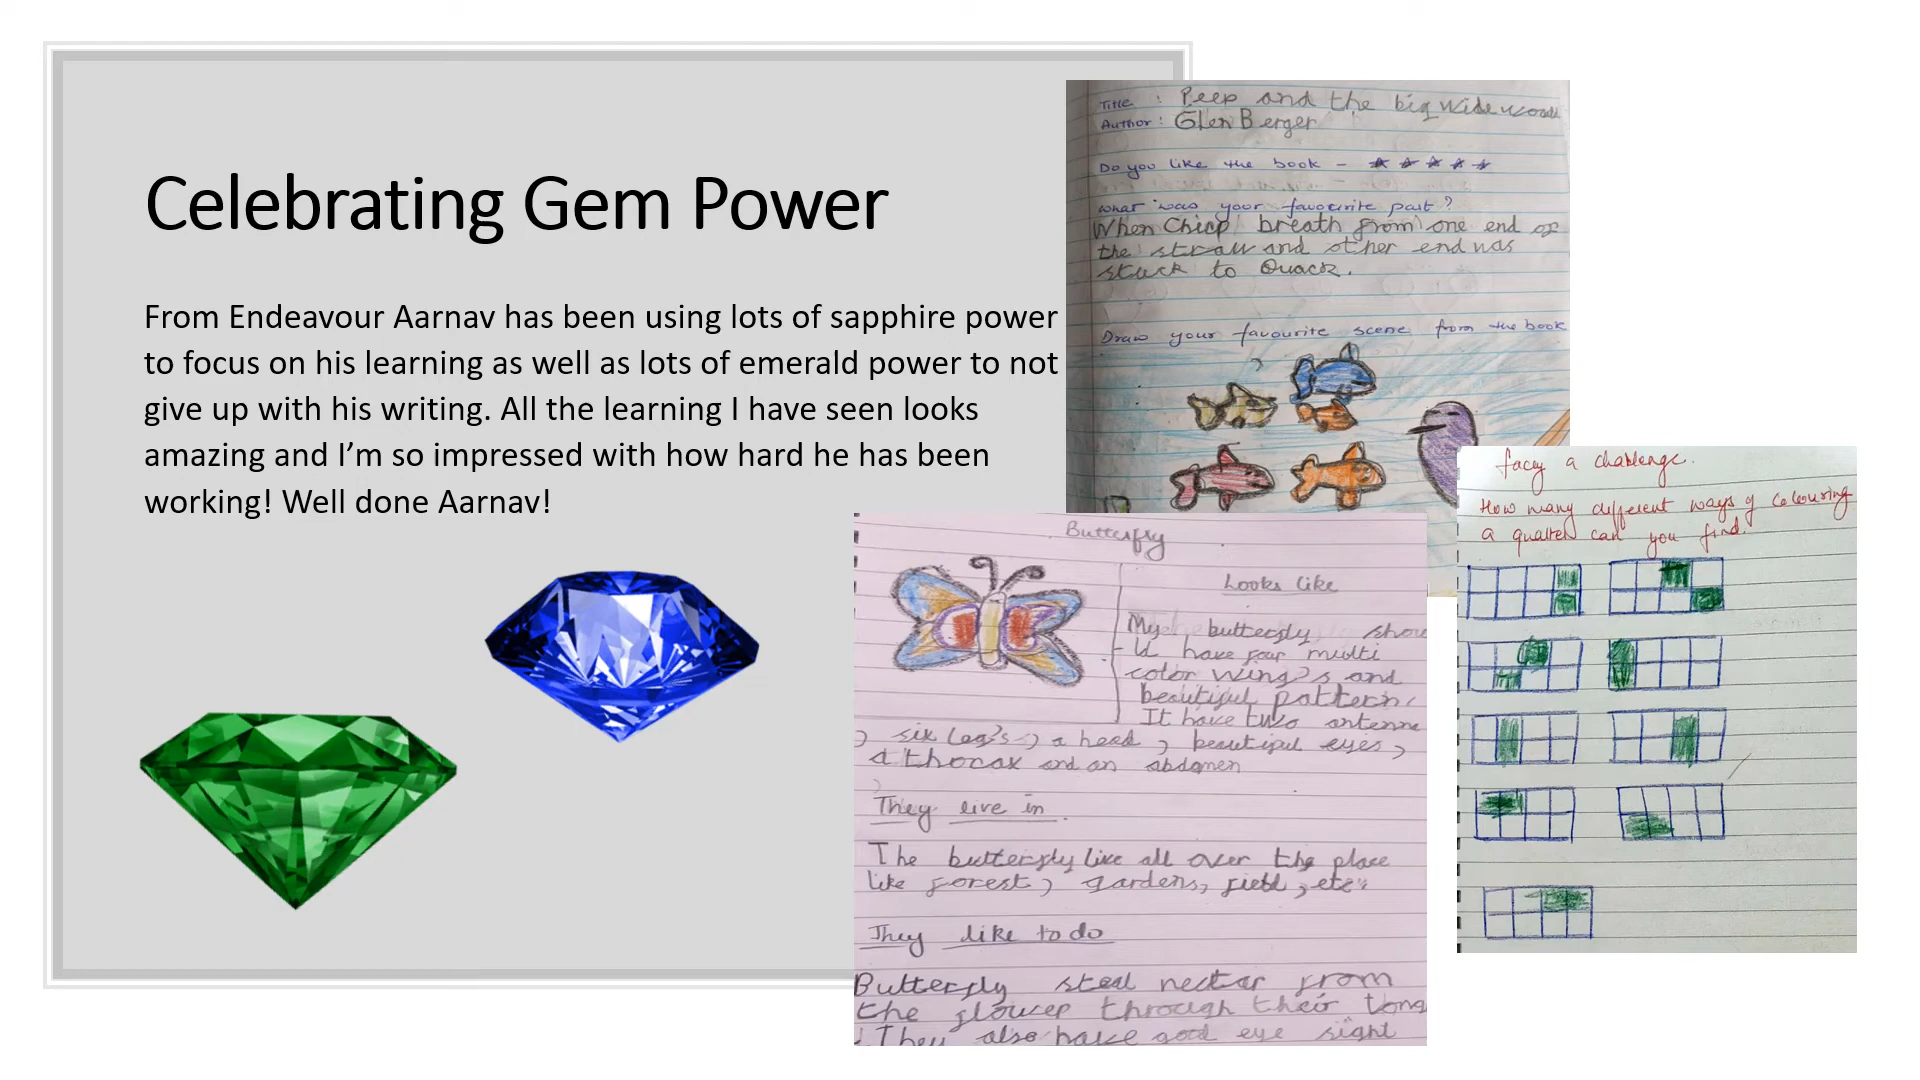 Celebrating Gem Power
From Endeavour Aarnav has been using lots of sapphire power
to focus on his learning as well as lots of emerald power to not
give up with his writing. All the learning I have seen looks
amazing and I’m so impressed with how hard he has been
working! Well done Aarnav!
Title : Peep and the big wide
Author : Glen Berger
Do you like the book -
What was your favourite part?
When Chirp breath from one end of
the straw and other end was
stuck to Quack.
Draw your favourite scene from the book
Butterfly
Looks like
My butterfly shou
ld have four multi
color wing's and
beautiful pattern
It have two antenne
, six leg's, a head, beautiful eyes,
a thorax and an abdomen
They live in
The butterfly live all over the place
like forest, gardens, field, etc.
They like to do
Butterfly steal nectar from
the flower through their tong
They also have good eye sight
a challenge.
How many different ways of colouring
a quarter can you find.